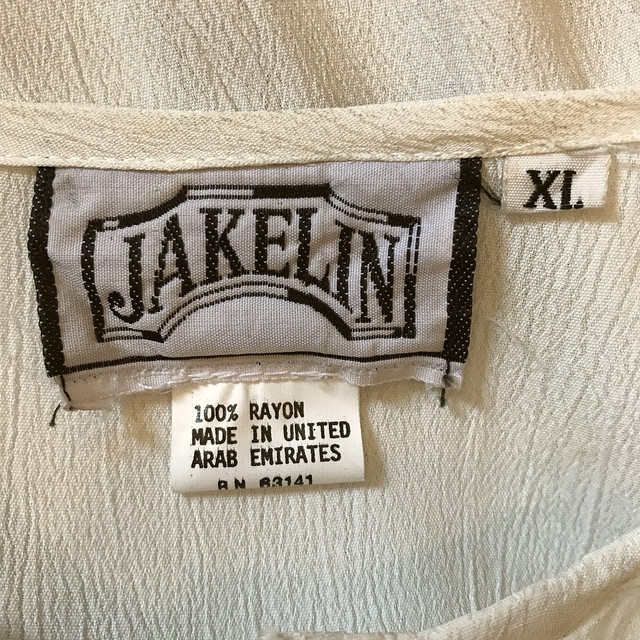 JAKELIN
XL
100% RAYON
MADE IN UNITED
ARAB EMIRATES
RN 63141